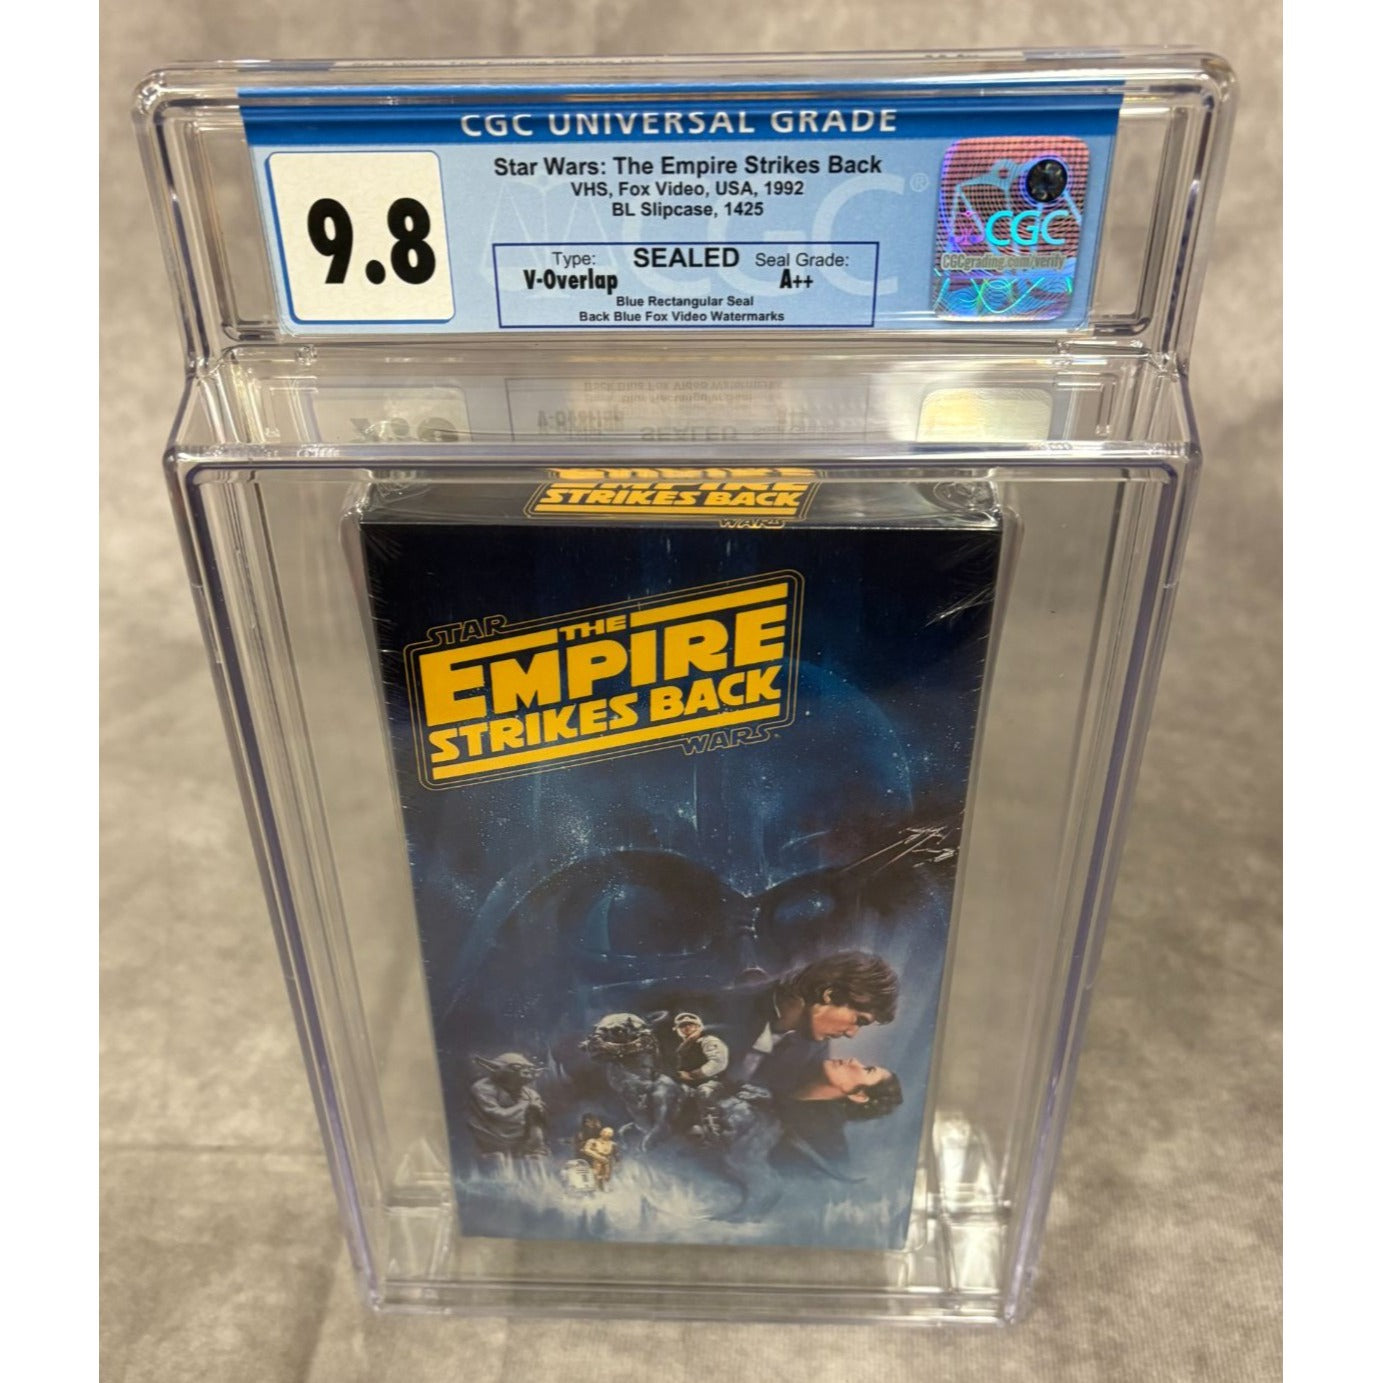 CGC UNIVERSAL GRADE
9.8
Star Wars: The Empire Strikes Back
VHS, Fox Video, USA, 1992
BL Slipcase, 1425
Type: SEALED Seal Grade:
V-Overlap A++
Blue Rectangular Seal
Back Blue Fox Video Watermarks
CGC
CGCgrading.com/verify
CGC®
EMPIRE
STRIKES BACK
WARS
STAR THE
EMPIRE
STRIKES BACK
WARS